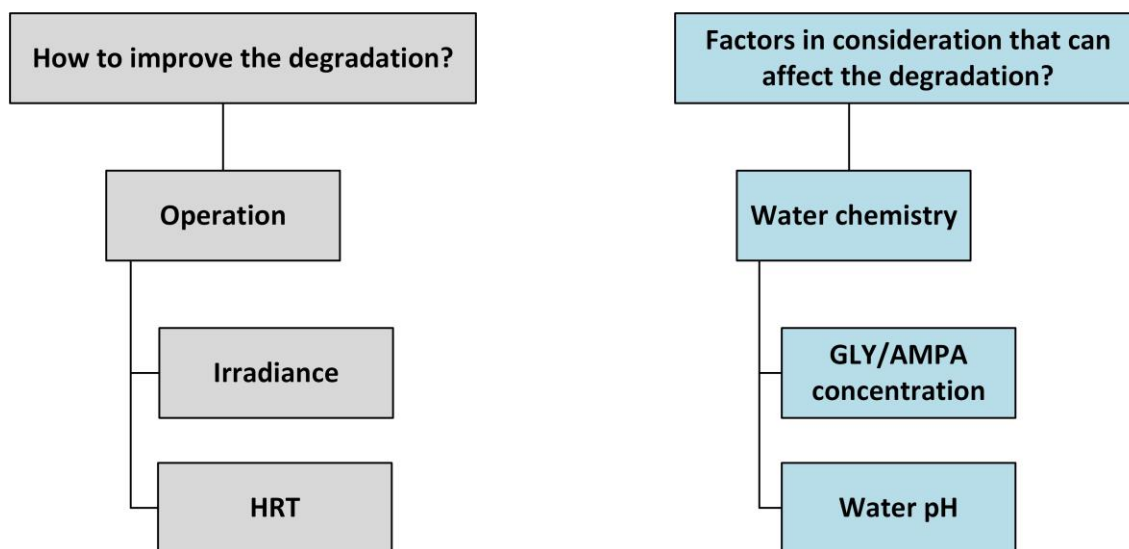 How to improve the degradation?
Operation
Irradiance
HRT
Factors in consideration that can
affect the degradation?
Water chemistry
GLY/AMPA
concentration
Water pH